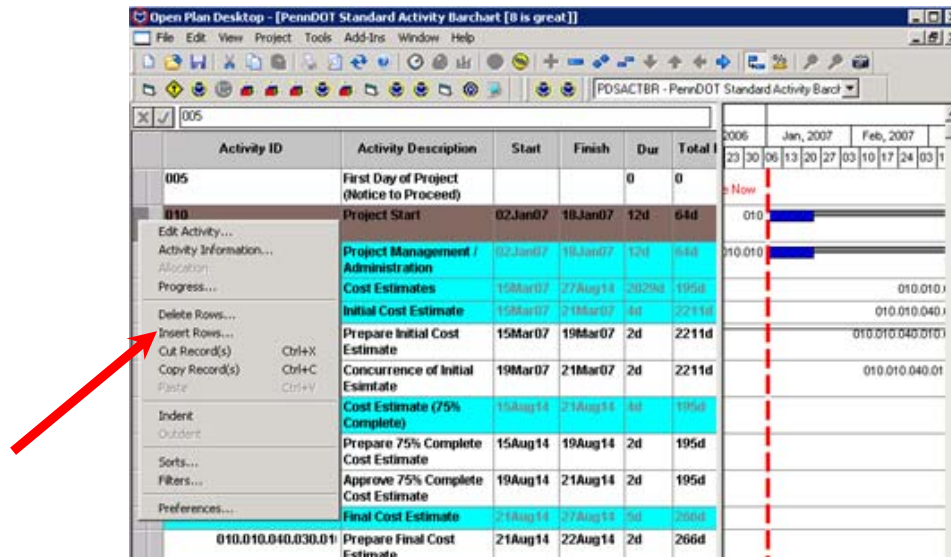 Open Plan Desktop - [PennDOT Standard Activity Barchart [8 is great]]
File Edit View Project Tools Add-Ins Window Help
PDSACTBR - PennDOT Standard Activity Barch
005
Activity ID Activity Description Start Finish Dur Total
2006 Jan, 2007 Feb, 2007
23 30 06 13 20 27 03 10 17 24 03
005 First Day of Project 0 0
(Notice to Proceed)
Now
010 Project Start 02Jan07 18Jan07 12d 64d 010
Edit Activity...
Activity Information...
Allocation
Progress...
Delete Rows...
Insert Rows...
Cut Record(s) Ctrl+X
Copy Record(s) Ctrl+C
Paste Ctrl+V
Indent
Outdent
Sorts...
Filters...
Preferences...
Project Management / 02Jan07 18Jan07 12d 64d 010.010
Administration
Cost Estimates 15Mar07 27Aug14 2029d 195d 010.010.
Initial Cost Estimate 15Mar07 21Mar07 4d 2211d 010.010.040.
Prepare Initial Cost 15Mar07 19Mar07 2d 2211d 010.010.040.010.
Estimate
Concurrence of Initial 19Mar07 21Mar07 2d 2211d 010.010.040.01
Esimtate
Cost Estimate (75% 15Aug14 21Aug14 4d 195d
Complete)
Prepare 75% Complete 15Aug14 19Aug14 2d 195d
Cost Estimate
Approve 75% Complete 19Aug14 21Aug14 2d 195d
Cost Estimate
Final Cost Estimate 21Aug14 27Aug14 5d 266d
010.010.040.030.01 Prepare Final Cost 21Aug14 22Aug14 2d 266d
Estimate